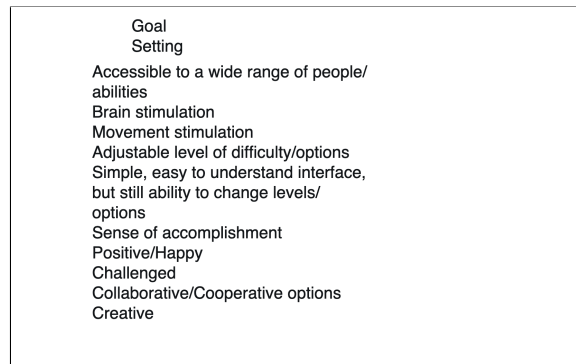 Goal
Setting
Accessible to a wide range of people/
abilities
Brain stimulation
Movement stimulation
Adjustable level of difficulty/options
Simple, easy to understand interface,
but still ability to change levels/
options
Sense of accomplishment
Positive/Happy
Challenged
Collaborative/Cooperative options
Creative